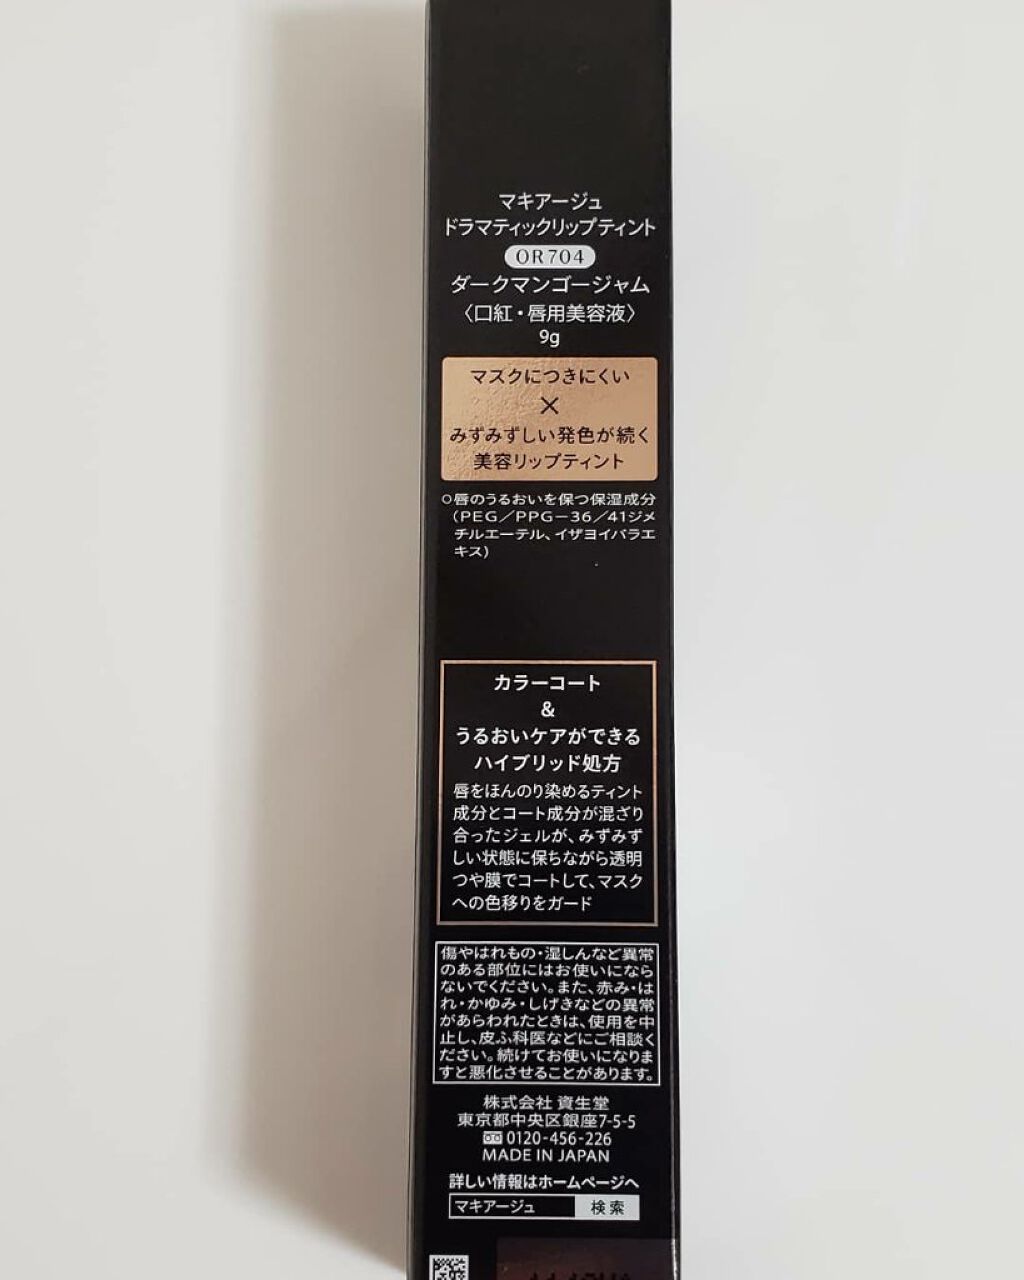 マキアージュ
ドラマティックリップティント
OR704
ダークマンゴージャム
〈口紅・唇用美容液〉
9g
マスクにつきにくい
×
みずみずしい発色が続く
美容リップティント
○唇のうるおいを保つ保湿成分
(PEG／PPG－36／41ジメ
チルエーテル、イザヨイバラエ
キス)
カラーコート
&
うるおいケアができる
ハイブリッド処方
唇をほんのり染めるティント
成分とコート成分が混ざり
合ったジェルが、みずみず
しい状態に保ちながら透明
つや膜でコートして、マスク
への色移りをガード
傷やはれもの・湿しんなど異常
のある部位にはお使いになら
ないでください。また、赤み・は
れ・かゆみ・しげきなどの異常
があらわれたときは、使用を中
止し、皮ふ科医などにご相談く
ださい。続けてお使いになりま
すと悪化させることがあります。
株式会社 資生堂
東京都中央区銀座7-5-5
0120-456-226
MADE IN JAPAN
詳しい情報はホームページへ
マキアージュ 検索